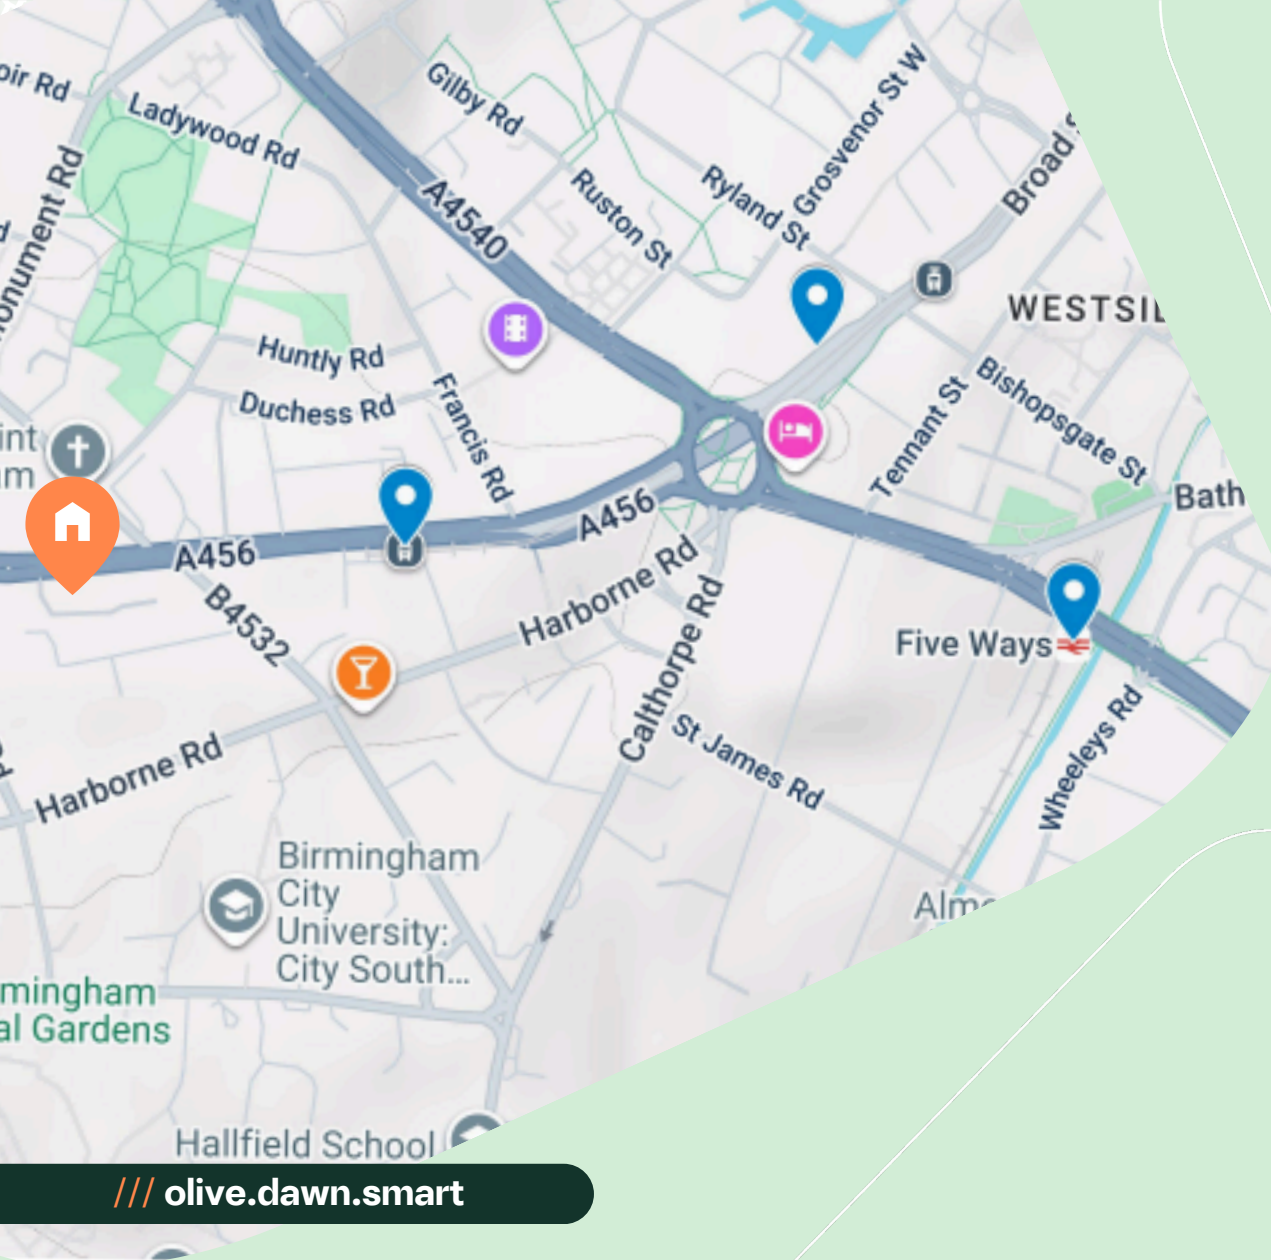 Gilby Rd
Ladywood Rd
Grosvenor St W
Broad
Ryland St
Ruston St
A4540
Monument Rd
WESTSI
Huntly Rd
Duchess Rd
Francis Rd
Tennant St
Bishopsgate St
Bath
A456
A456
B4532
Harborne Rd
Five Ways
Calthorpe Rd
St James Rd
Wheeleys Rd
Harborne Rd
Birmingham
City
University:
City South...
mingham
al Gardens
Hallfield School
/// olive.dawn.smart